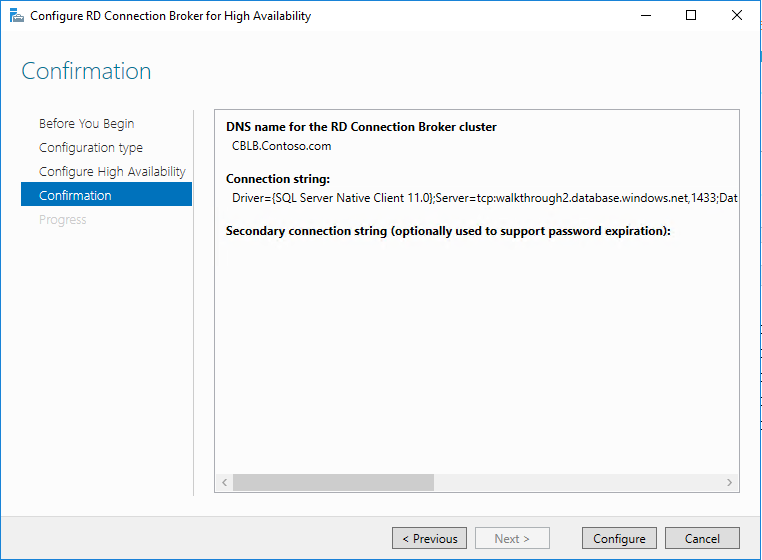 Configure RD Connection Broker for High Availability
Confirmation
Before You Begin
Configuration type
Configure High Availability
Confirmation
Progress
DNS name for the RD Connection Broker cluster
CBLB.Contoso.com
Connection string:
Driver={SQL Server Native Client 11.0};Server=tcp:walkthrough2.database.windows.net,1433;Dat
Secondary connection string (optionally used to support password expiration):
< Previous
Next >
Configure
Cancel